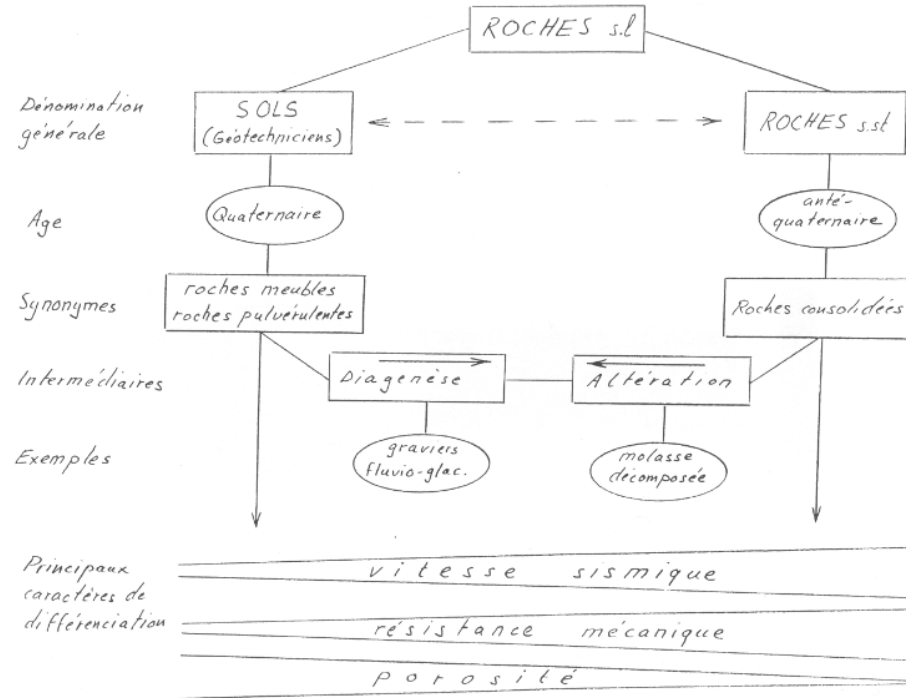 ROCHES s.l
Dénomination
générale
SOLS
(Géotechniciens)
ROCHES s.st
Age
Quaternaire
anté-
quaternaire
Synonymes
roches meubles
roches pulvérulentes
Roches consolidées
Intermédiaires
Diagenèse
Altération
Exemples
graviers
fluvio-glac.
molasse
décomposée
Principaux
caractères de
différenciation
vitesse sismique
résistance mécanique
porosité